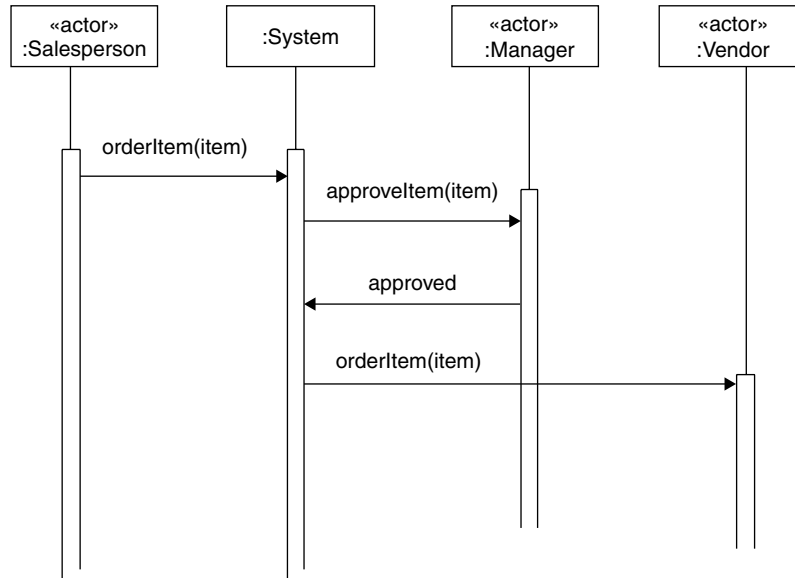 «actor»
:Salesperson
:System
«actor»
:Manager
«actor»
:Vendor
orderItem(item)
approveItem(item)
approved
orderItem(item)